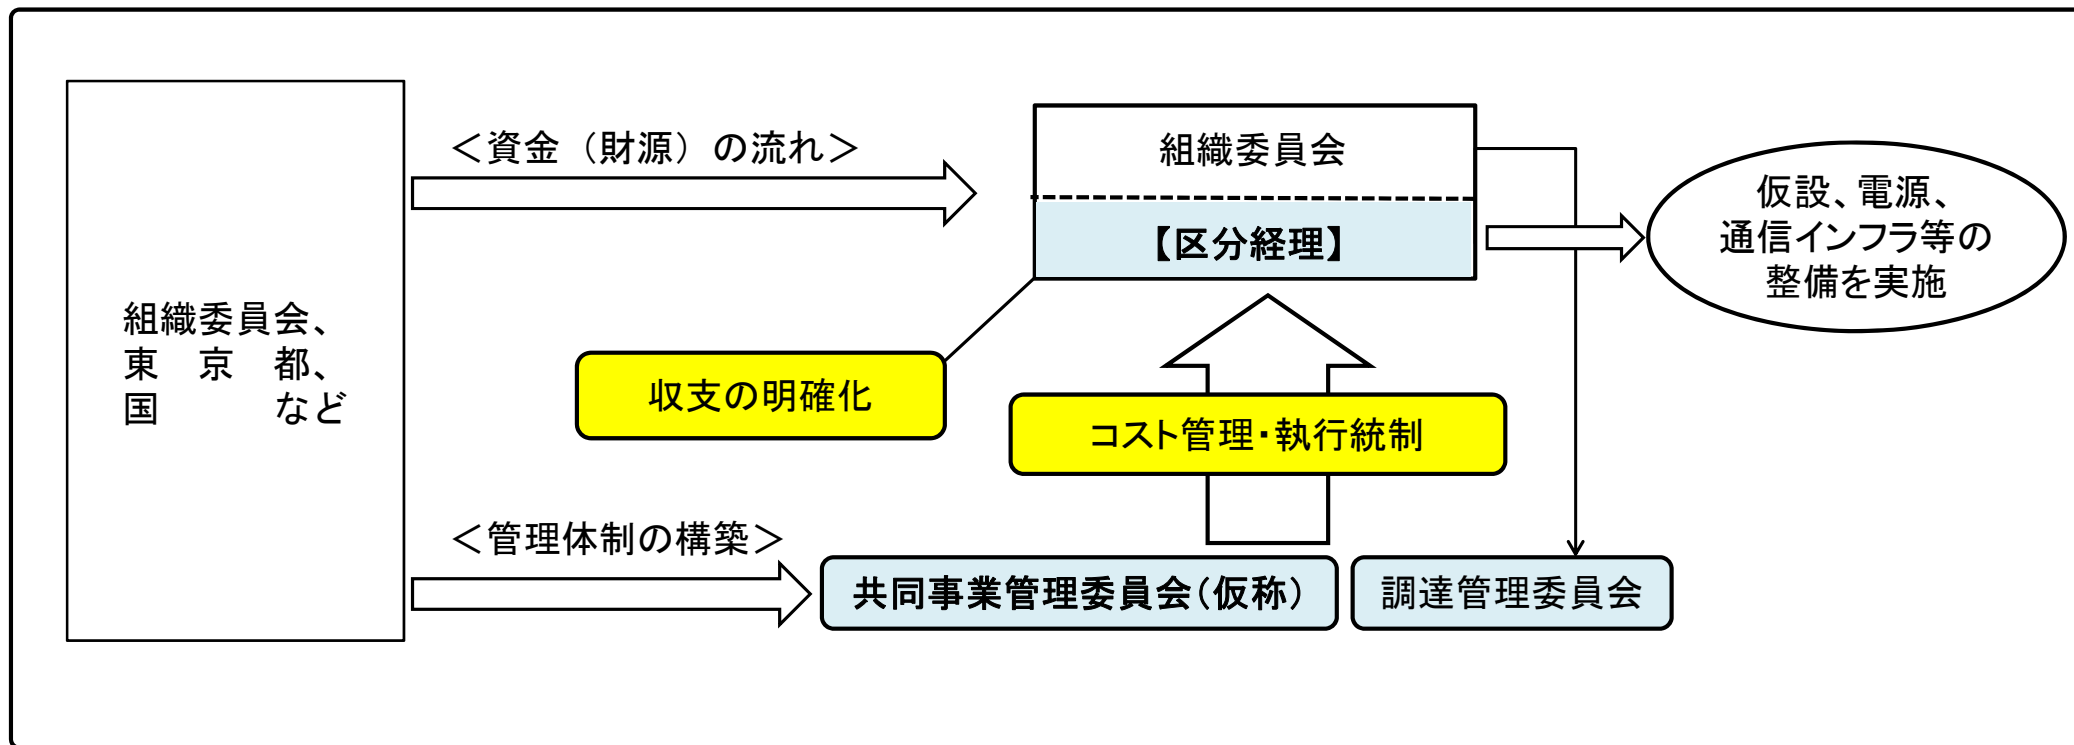 ＜資金（財源）の流れ＞
組織委員会
【区分経理】
仮設、電源、
通信インフラ等の
整備を実施
組織委員会、
東　京　都、
国　　　など
収支の明確化
コスト管理・執行統制
＜管理体制の構築＞
共同事業管理委員会（仮称）
調達管理委員会